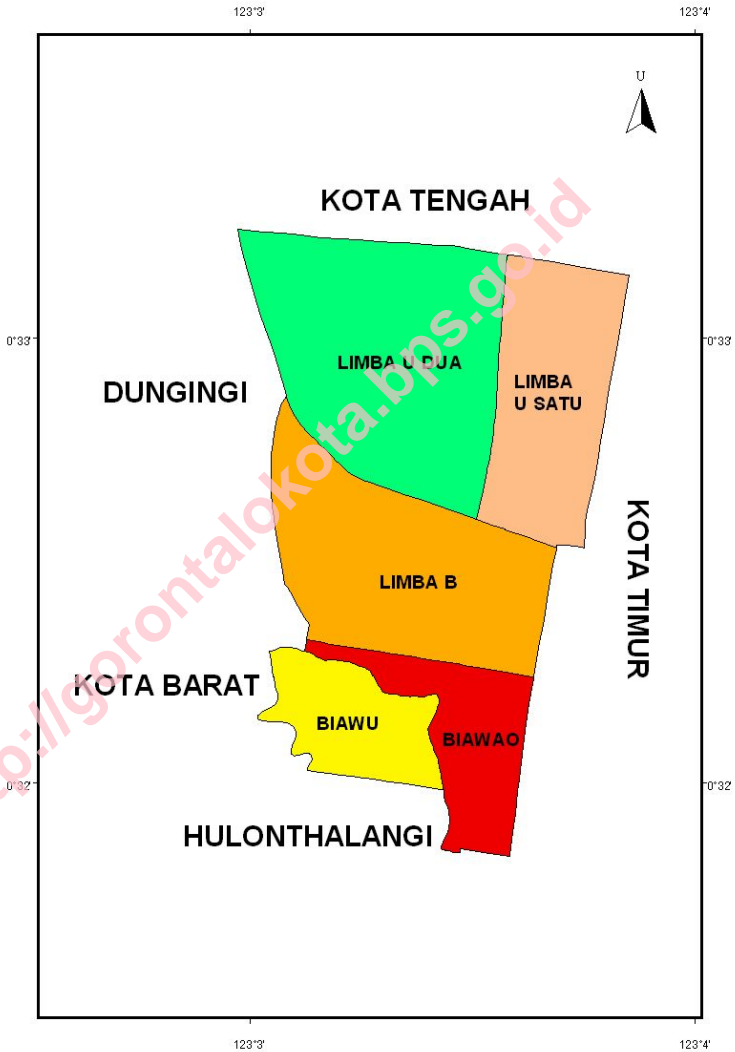 123°3'
123°4'
U
KOTA TENGAH
0°33'
0°33'
LIMBA U DUA
LIMBA
U SATU
DUNGINGI
KOTA TIMUR
LIMBA B
KOTA BARAT
BIAWU
BIAWAO
0°32'
0°32'
HULONTHALANGI
123°3'
123°4'
p://gorontalokota.bps.go.id